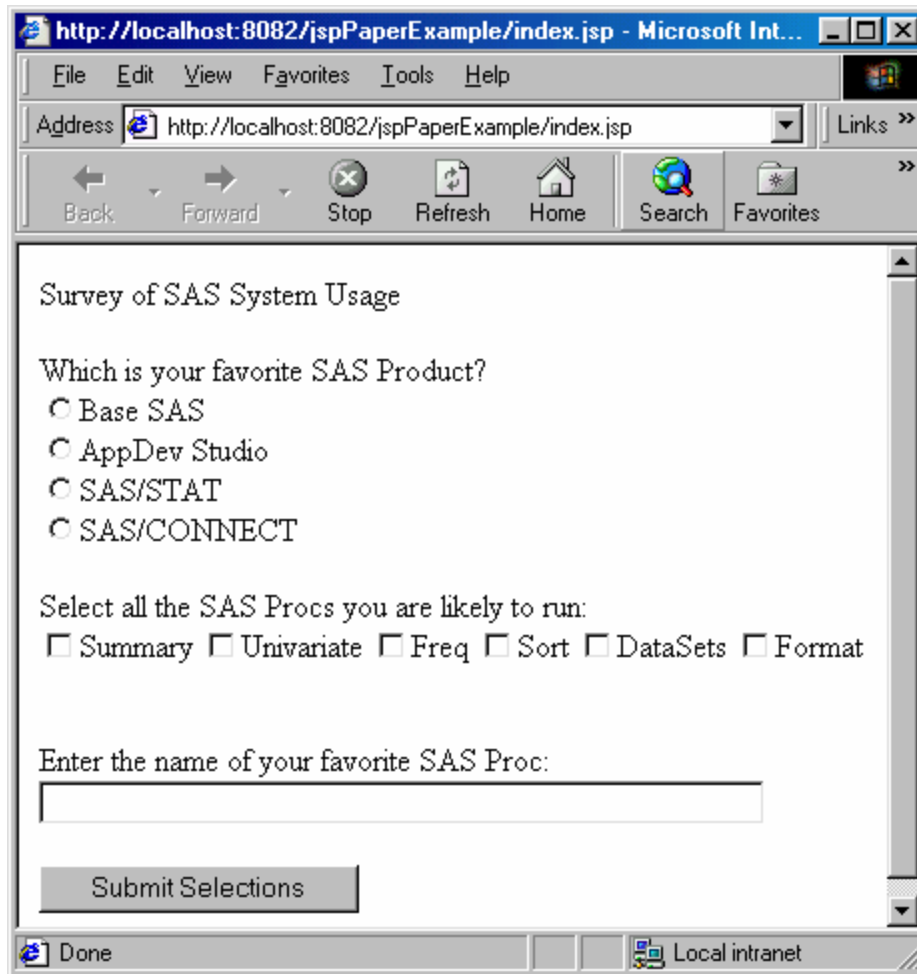 http://localhost:8082/jspPaperExample/index.jsp - Microsoft Int...
File Edit View Favorites Tools Help
Address http://localhost:8082/jspPaperExample/index.jsp Links »
Back Forward Stop Refresh Home Search Favorites »
Survey of SAS System Usage
Which is your favorite SAS Product?
Base SAS
AppDev Studio
SAS/STAT
SAS/CONNECT
Select all the SAS Procs you are likely to run:
Summary Univariate Freq Sort DataSets Format
Enter the name of your favorite SAS Proc:
Submit Selections
Done Local intranet